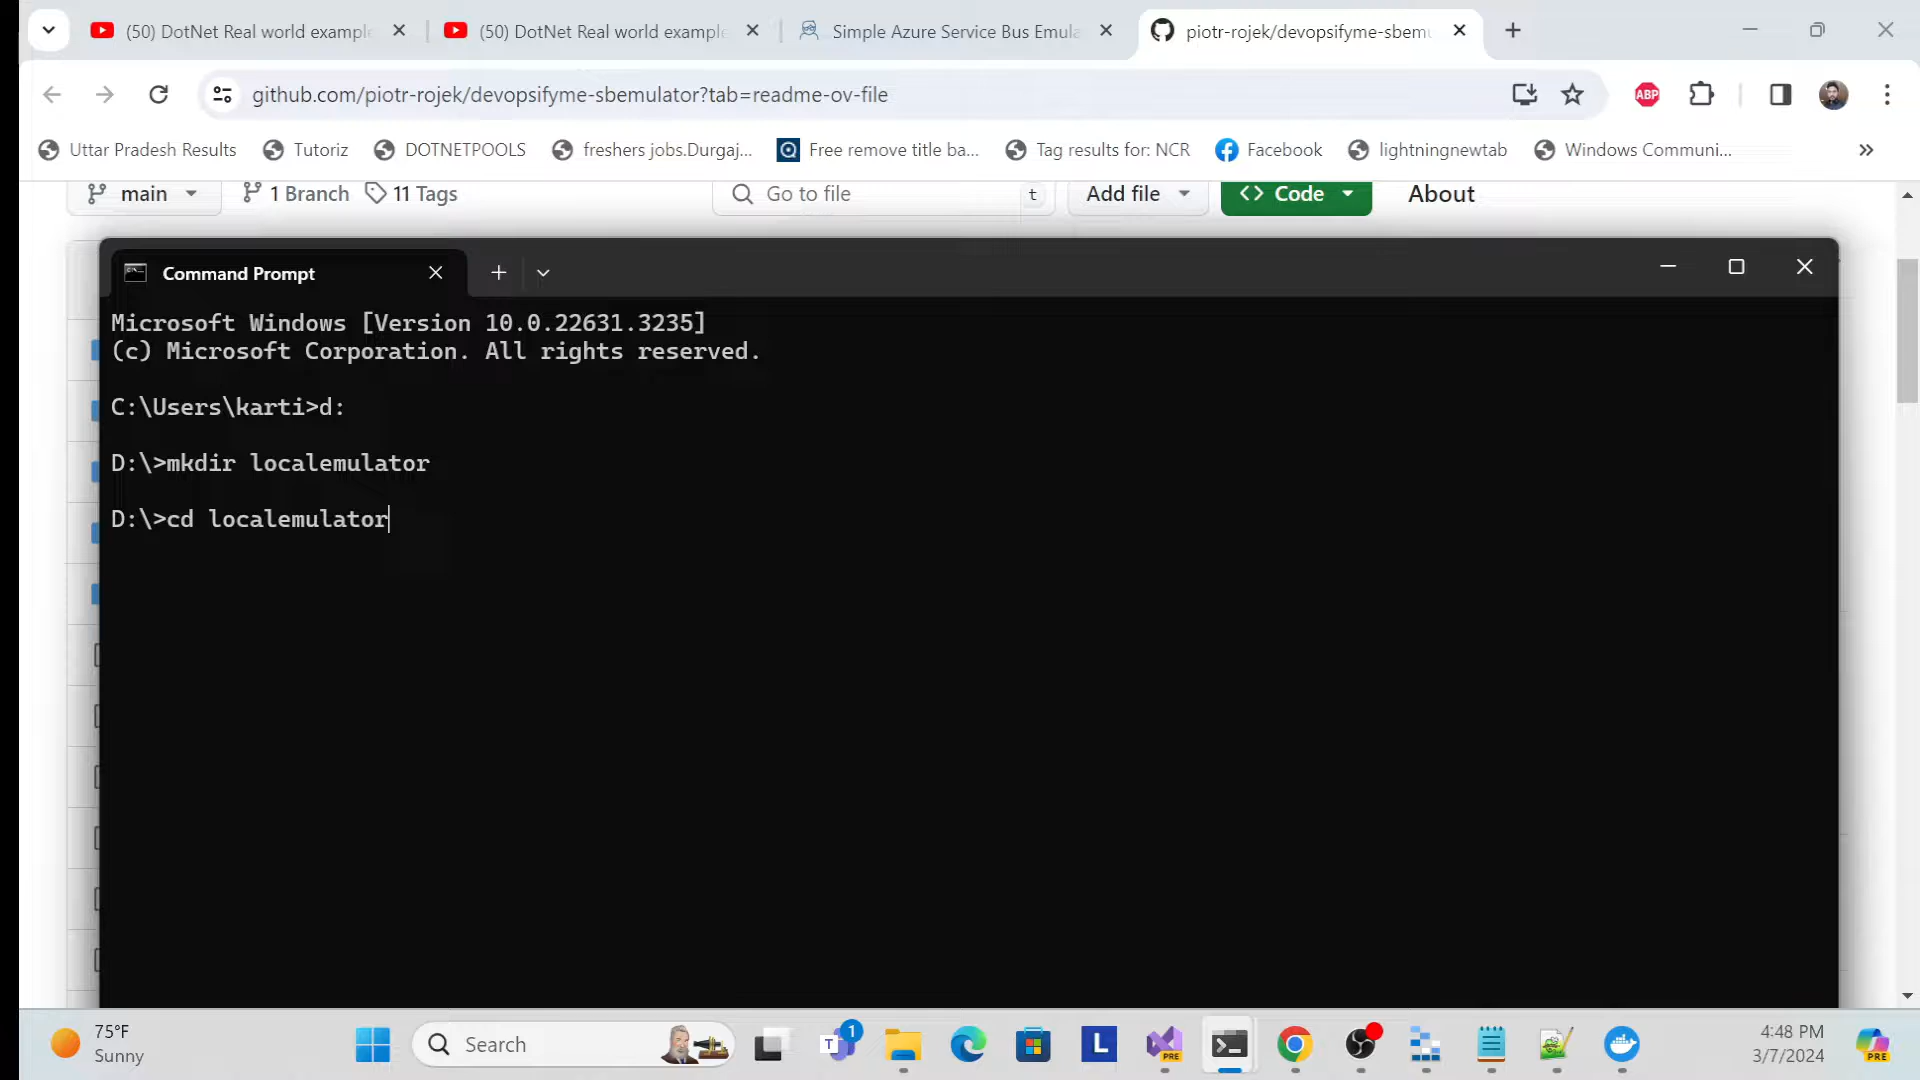 (50) DotNet Real world example
(50) DotNet Real world example
Simple Azure Service Bus Emula
piotr-rojek/devopsifyme-sbemu
github.com/piotr-rojek/devopsifyme-sbemulator?tab=readme-ov-file
ABP
Uttar Pradesh Results
Tutoriz
DOTNETPOOLS
freshers jobs.Durgaj...
Free remove title ba...
Tag results for: NCR
Facebook
lightningnewtab
Windows Communi...
main
1 Branch
11 Tags
Go to file
t
Add file
<> Code
About
Command Prompt
Microsoft Windows [Version 10.0.22631.3235]
(c) Microsoft Corporation. All rights reserved.
C:\Users\karti>d:
D:\>mkdir localemulator
D:\>cd localemulator
75°F
Sunny
Search
T
1
L
PRE
4:48 PM
3/7/2024
PRE